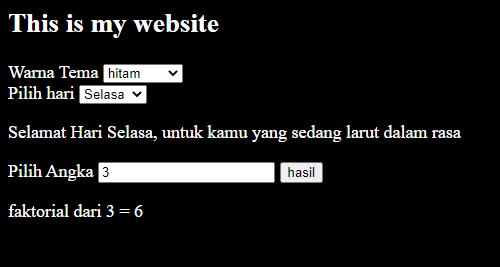 This is my website
Warna Tema hitam
Pilih hari Selasa
Selamat Hari Selasa, untuk kamu yang sedang larut dalam rasa
Pilih Angka 3 hasil
faktorial dari 3 = 6